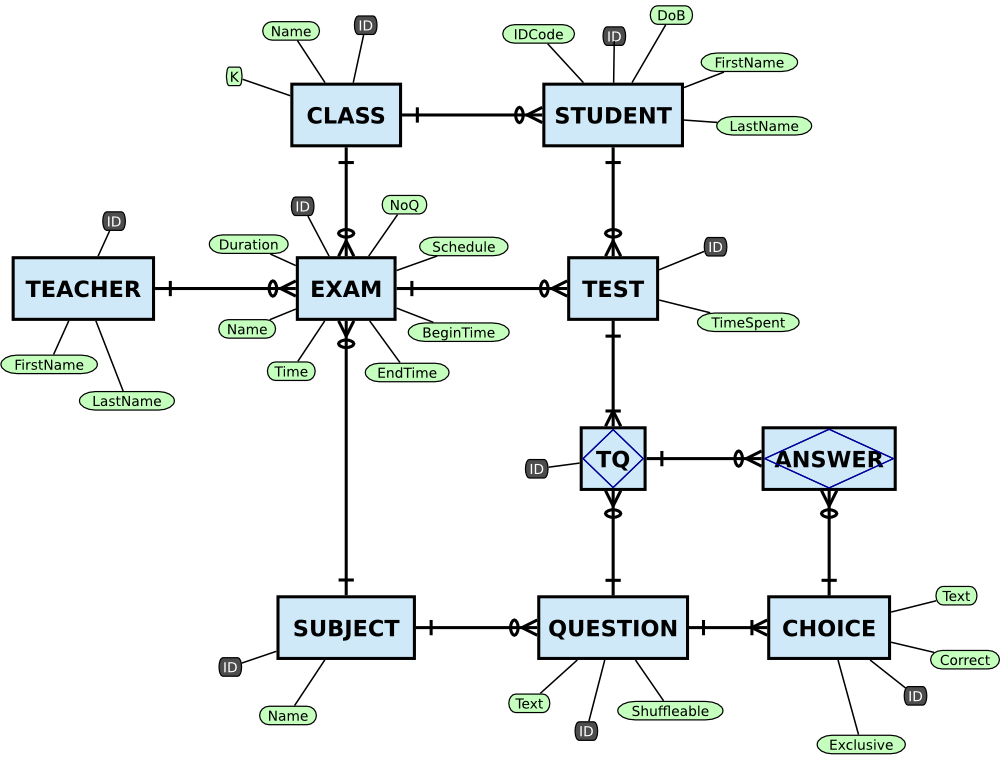 DoB
Name
ID
IDCode
ID
FirstName
K
CLASS
STUDENT
LastName
ID
NoQ
ID
Duration
Schedule
ID
TEACHER
EXAM
TEST
Name
BeginTime
TimeSpent
FirstName
Time
EndTime
LastName
ID
TQ
ANSWER
Text
SUBJECT
QUESTION
CHOICE
ID
Correct
Name
Text
Shuffleable
ID
ID
Exclusive